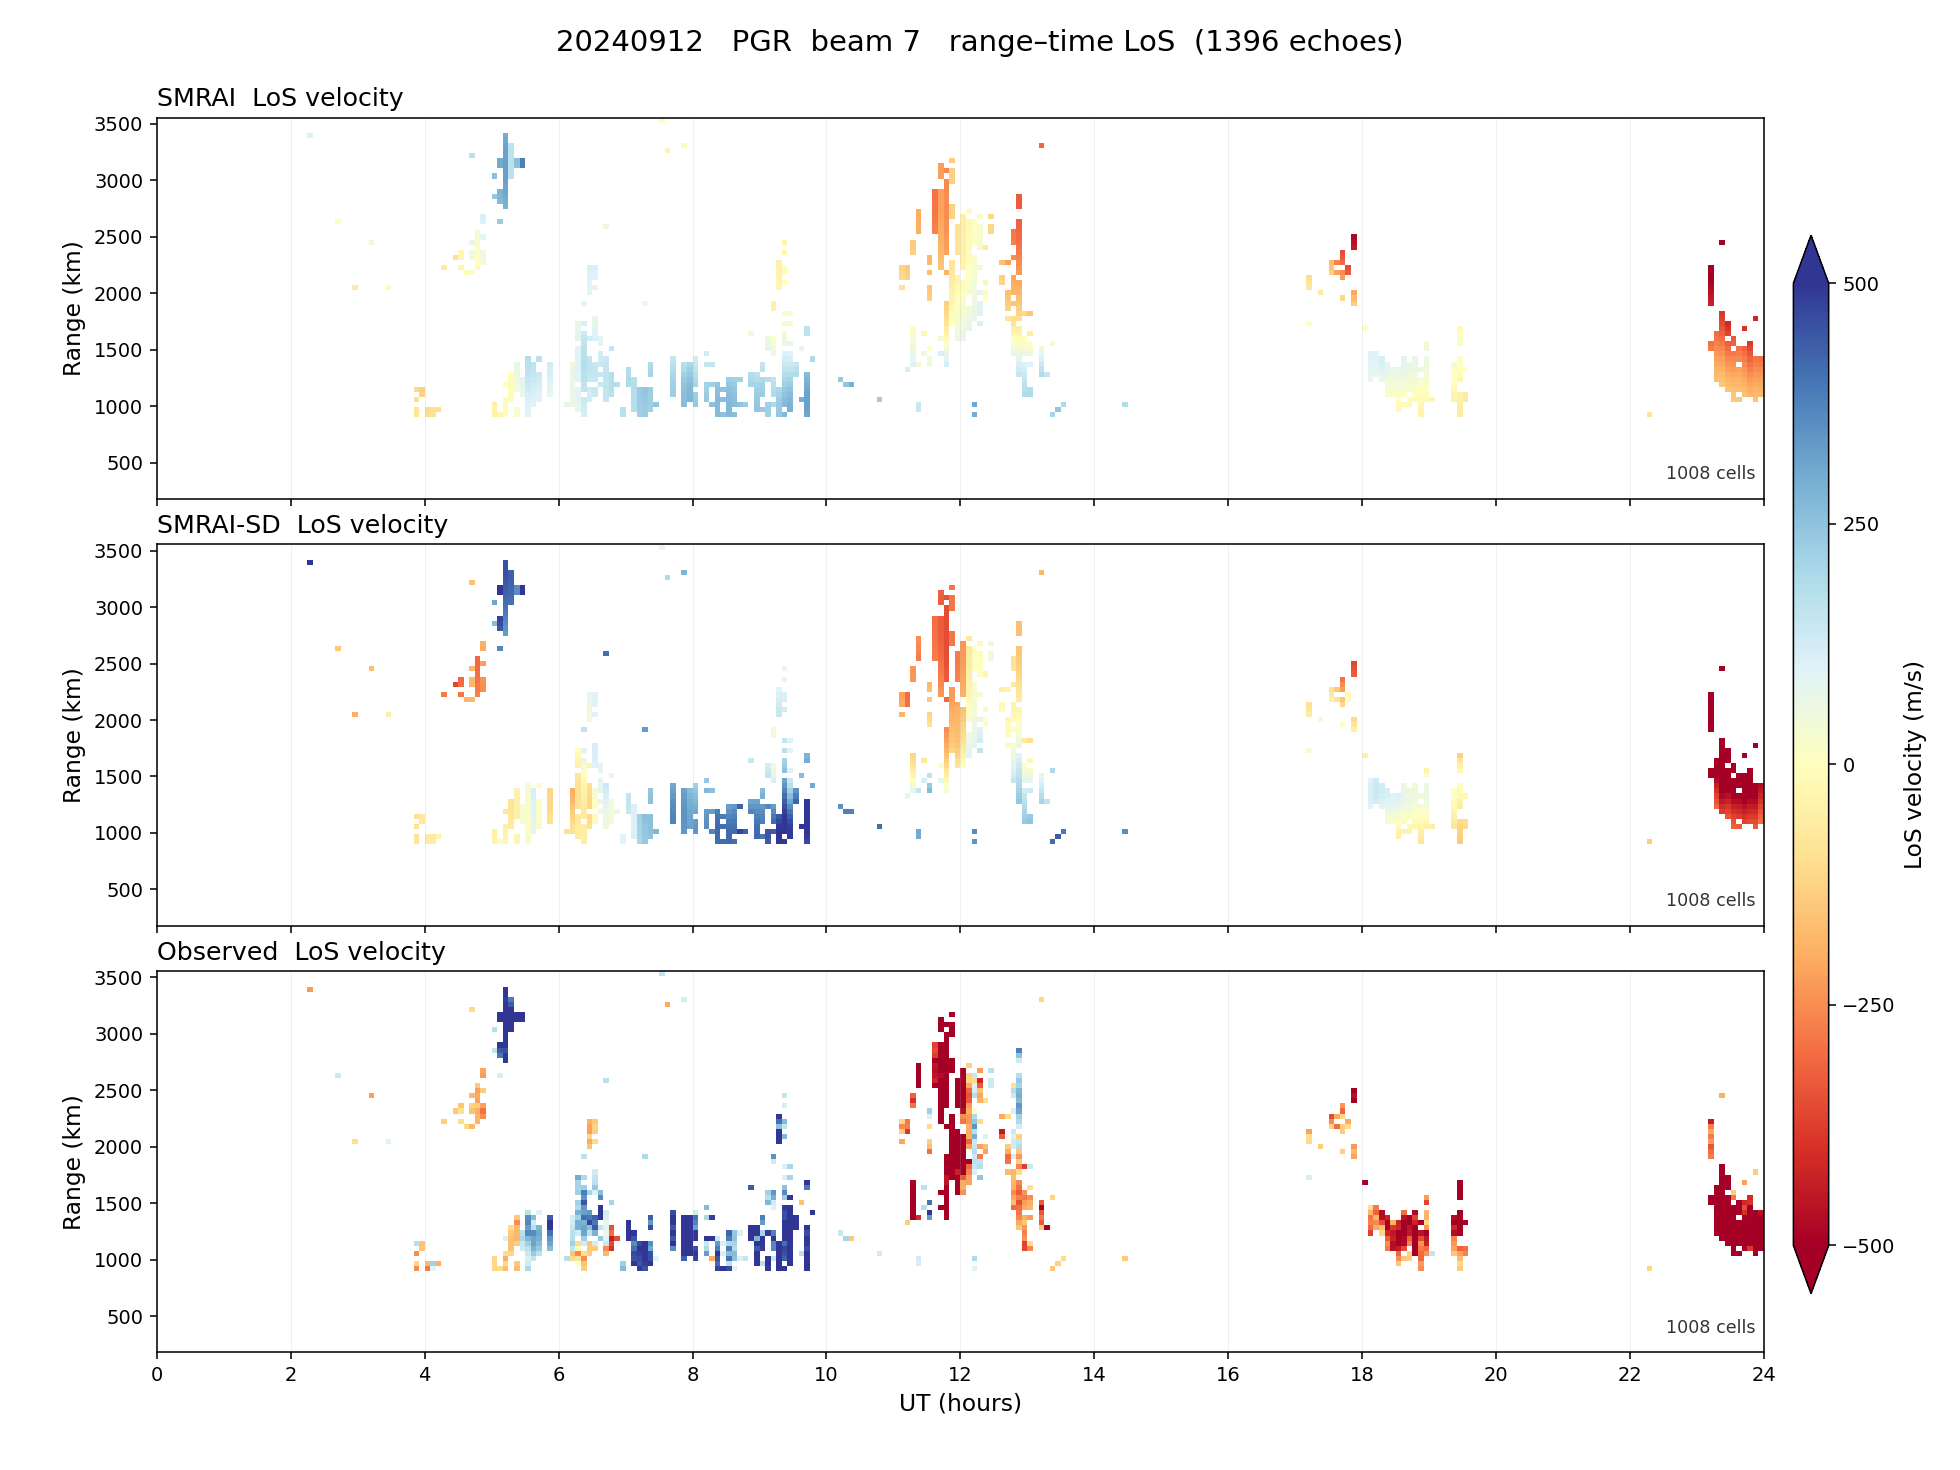 20240912   PGR  beam 7   range–time LoS  (1396 echoes)
SMRAI  LoS velocity
3500
3000
2500
2000
1500
1000
500
Range (km)
1008 cells
SMRAI-SD  LoS velocity
3500
3000
2500
2000
1500
1000
500
Range (km)
1008 cells
Observed  LoS velocity
3500
3000
2500
2000
1500
1000
500
Range (km)
1008 cells
0 2 4 6 8 10 12 14 16 18 20 22 24
UT (hours)
500
250
0
−250
−500
LoS velocity (m/s)